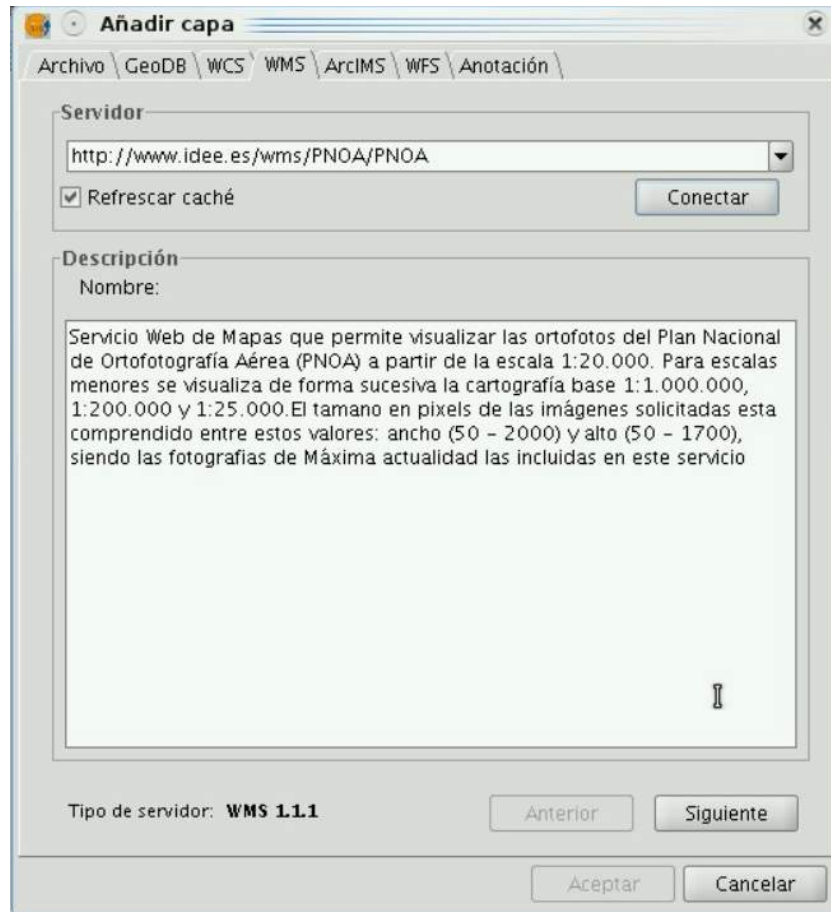 Añadir capa
Archivo GeoDB WCS WMS ArcIMS WFS Anotación
Servidor
http://www.idee.es/wms/PNOA/PNOA
Refrescar caché
Conectar
Descripción
Nombre:
Servicio Web de Mapas que permite visualizar las ortofotos del Plan Nacional
de Ortofotografía Aérea (PNOA) a partir de la escala 1:20.000. Para escalas
menores se visualiza de forma sucesiva la cartografía base 1:1.000.000,
1:200.000 y 1:25.000.El tamano en pixels de las imágenes solicitadas esta
comprendido entre estos valores: ancho (50 - 2000) y alto (50 - 1700),
siendo las fotografias de Máxima actualidad las incluidas en este servicio
Tipo de servidor: WMS 1.1.1
Anterior
Siguiente
Aceptar
Cancelar